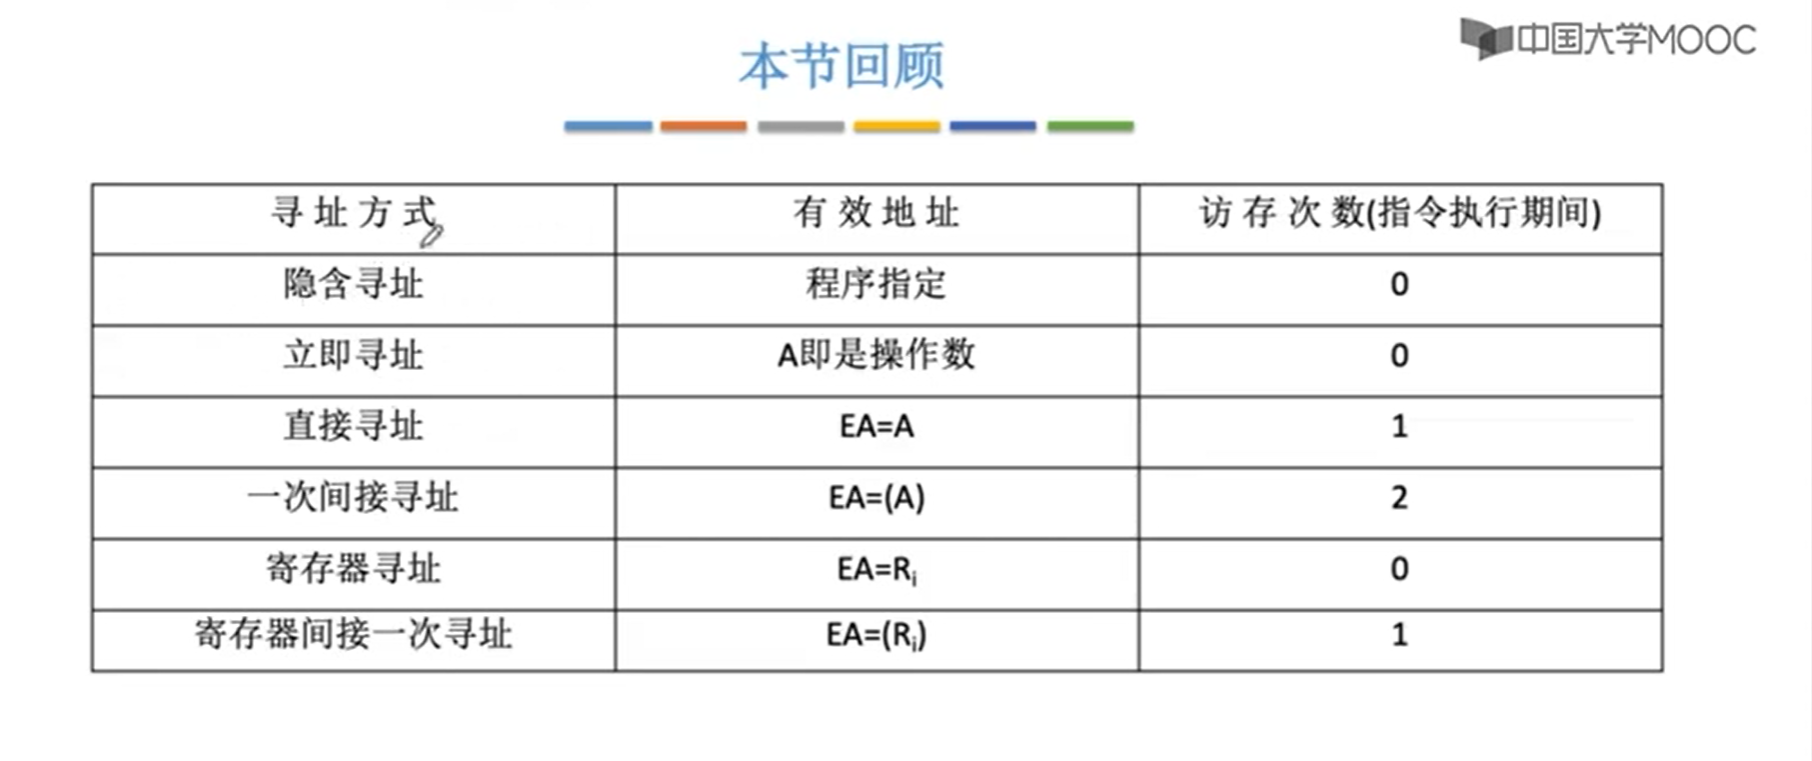 中国大学MOOC
本节回顾
寻址方式 有效地址 访存次数(指令执行期间)
隐含寻址 程序指定 0
立即寻址 A即是操作数 0
直接寻址 EA=A 1
一次间接寻址 EA=(A) 2
寄存器寻址 EA=Ri 0
寄存器间接一次寻址 EA=(Ri) 1